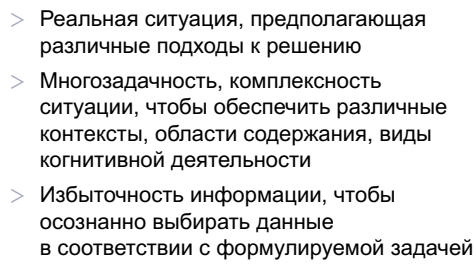 > Реальная ситуация, предполагающая
различные подходы к решению
> Многозадачность, комплексность
ситуации, чтобы обеспечить различные
контексты, области содержания, виды
когнитивной деятельности
> Избыточность информации, чтобы
осознанно выбирать данные
в соответствии с формулируемой задачей